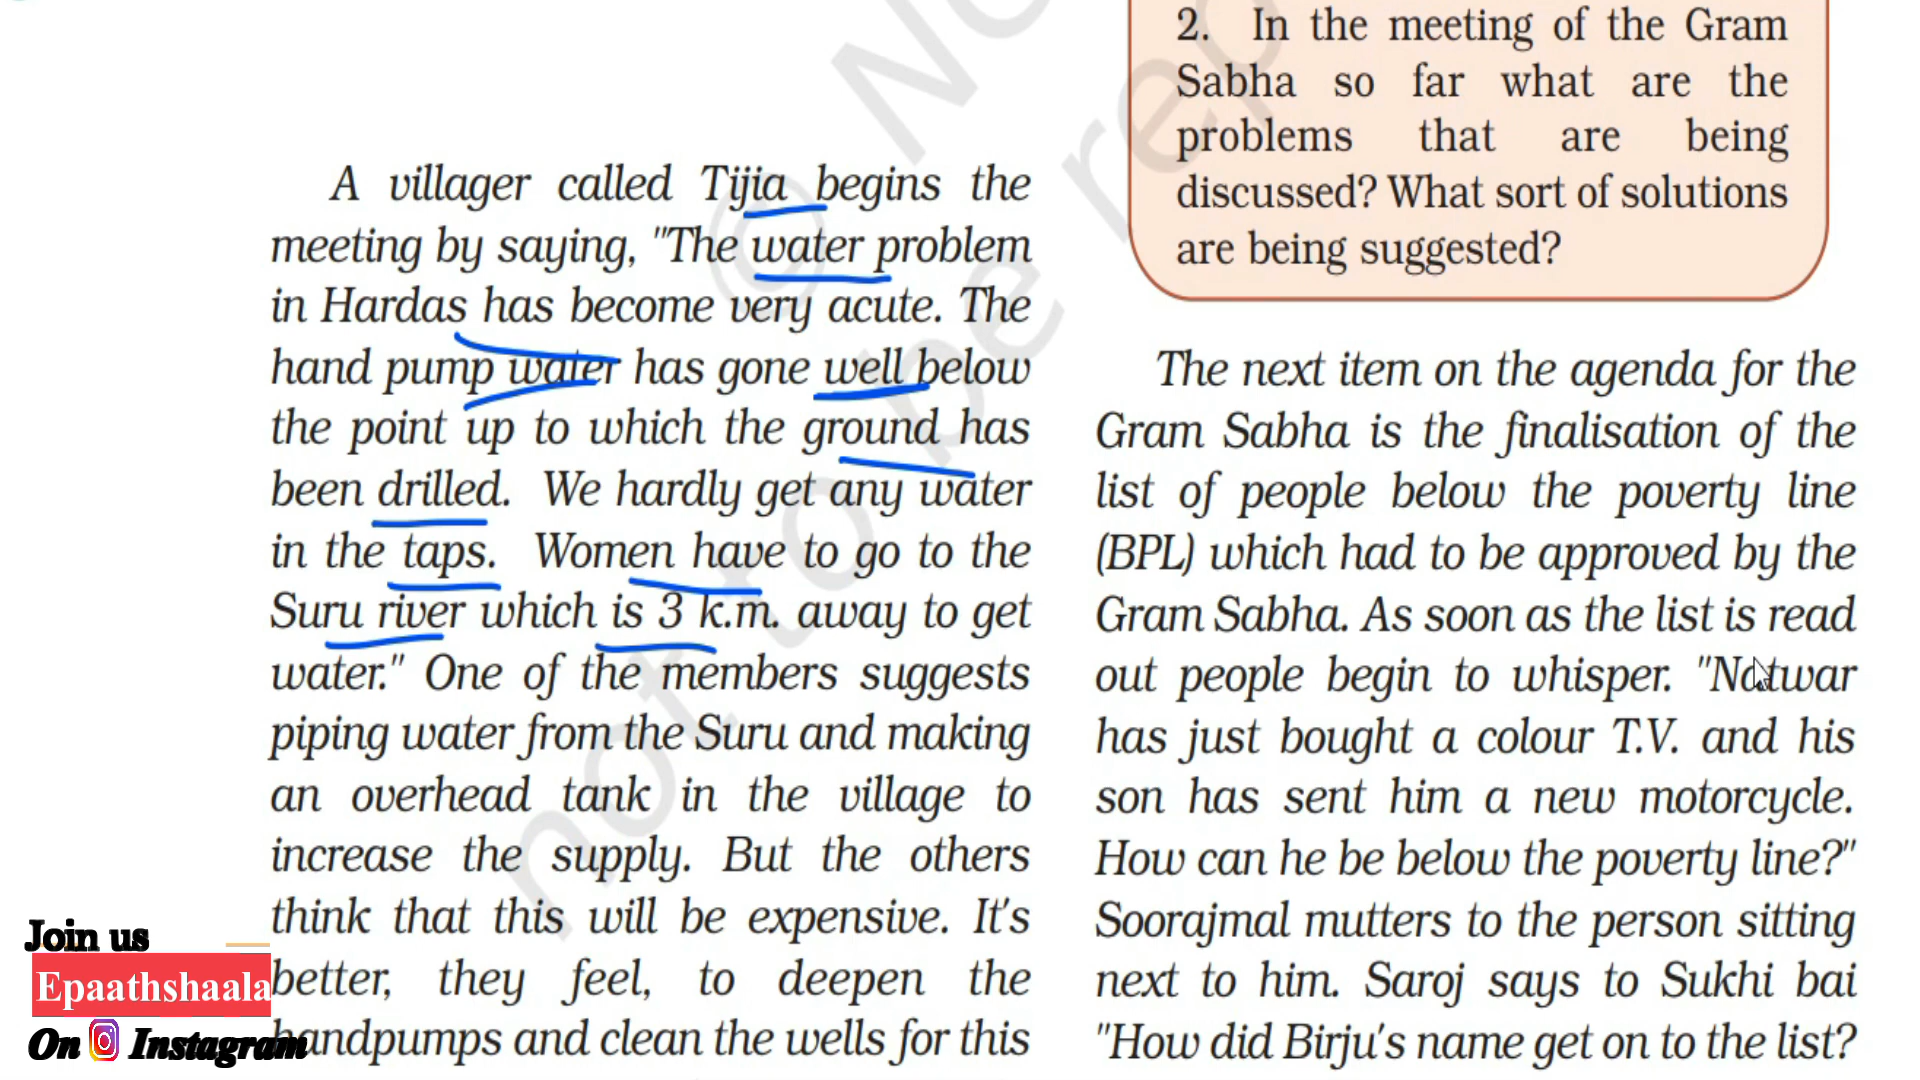 A villager called Tijia begins the
meeting by saying, "The water problem
in Hardas has become very acute. The
hand pump water has gone well below
the point up to which the ground has
been drilled. We hardly get any water
in the taps. Women have to go to the
Suru river which is 3 k.m. away to get
water." One of the members suggests
piping water from the Suru and making
an overhead tank in the village to
increase the supply. But the others
think that this will be expensive. It's
better, they feel, to deepen the
handpumps and clean the wells for this
2. In the meeting of the Gram
Sabha so far what are the
problems that are being
discussed? What sort of solutions
are being suggested?
The next item on the agenda for the
Gram Sabha is the finalisation of the
list of people below the poverty line
(BPL) which had to be approved by the
Gram Sabha. As soon as the list is read
out people begin to whisper. "Natwar
has just bought a colour T.V. and his
son has sent him a new motorcycle.
How can he be below the poverty line?"
Soorajmal mutters to the person sitting
next to him. Saroj says to Sukhi bai
"How did Birju's name get on to the list?
© No
not to be rep
Join us
Epaathshaala
On Instagram